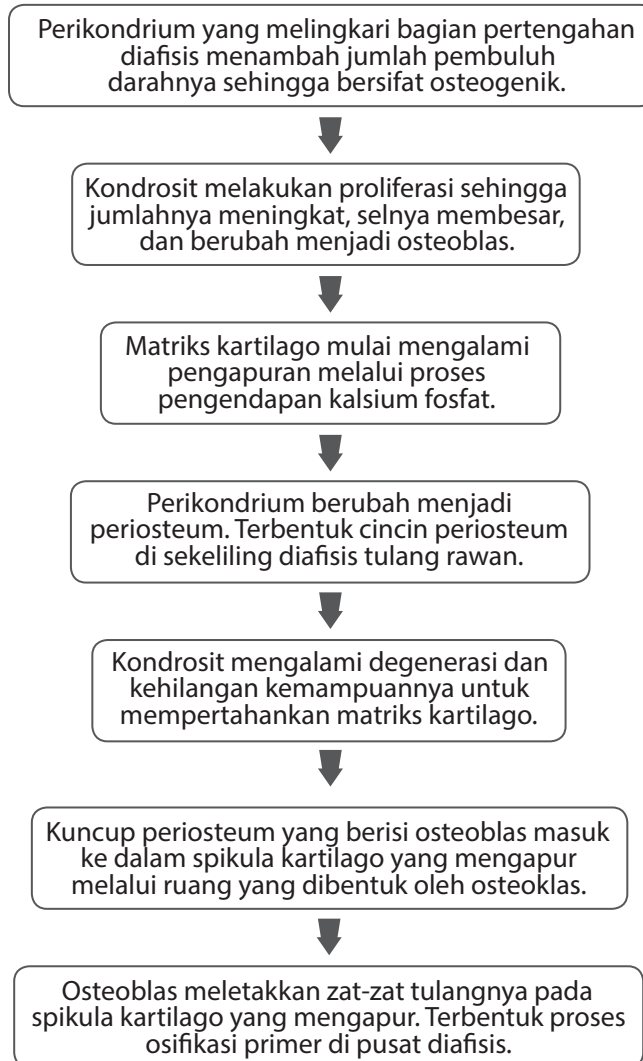 Perikondrium yang melingkari bagian pertengahan
diafisis menambah jumlah pembuluh
darahnya sehingga bersifat osteogenik.
Kondrosit melakukan proliferasi sehingga
jumlahnya meningkat, selnya membesar,
dan berubah menjadi osteoblas.
Matriks kartilago mulai mengalami
pengapuran melalui proses
pengendapan kalsium fosfat.
Perikondrium berubah menjadi
periosteum. Terbentuk cincin periosteum
di sekeliling diafisis tulang rawan.
Kondrosit mengalami degenerasi dan
kehilangan kemampuannya untuk
mempertahankan matriks kartilago.
Kuncup periosteum yang berisi osteoblas masuk
ke dalam spikula kartilago yang mengapur
melalui ruang yang dibentuk oleh osteoklas.
Osteoblas meletakkan zat-zat tulangnya pada
spikula kartilago yang mengapur. Terbentuk proses
osifikasi primer di pusat diafisis.